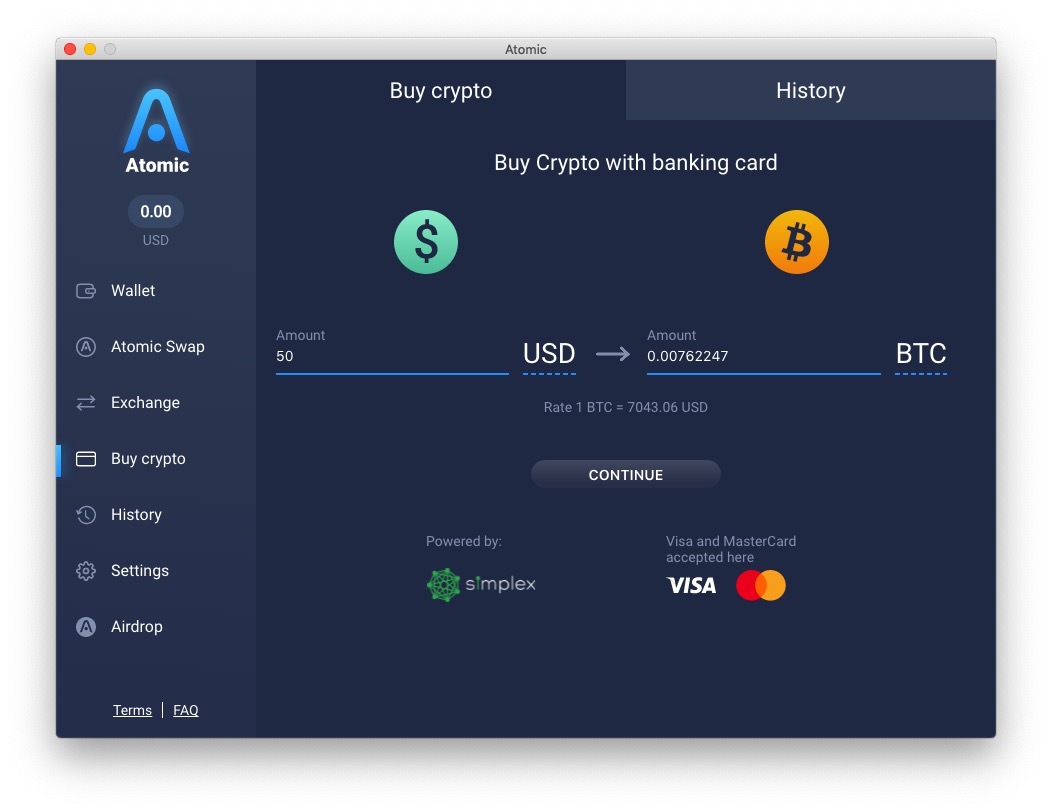 Atomic
Atomic
0.00
USD
Wallet
Atomic Swap
Exchange
Buy crypto
History
Settings
Airdrop
Terms | FAQ
Buy crypto
History
Buy Crypto with banking card
Amount
50
USD
Amount
0.00762247
BTC
Rate 1 BTC = 7043.06 USD
CONTINUE
Powered by:
simplex
Visa and MasterCard
accepted here
VISA